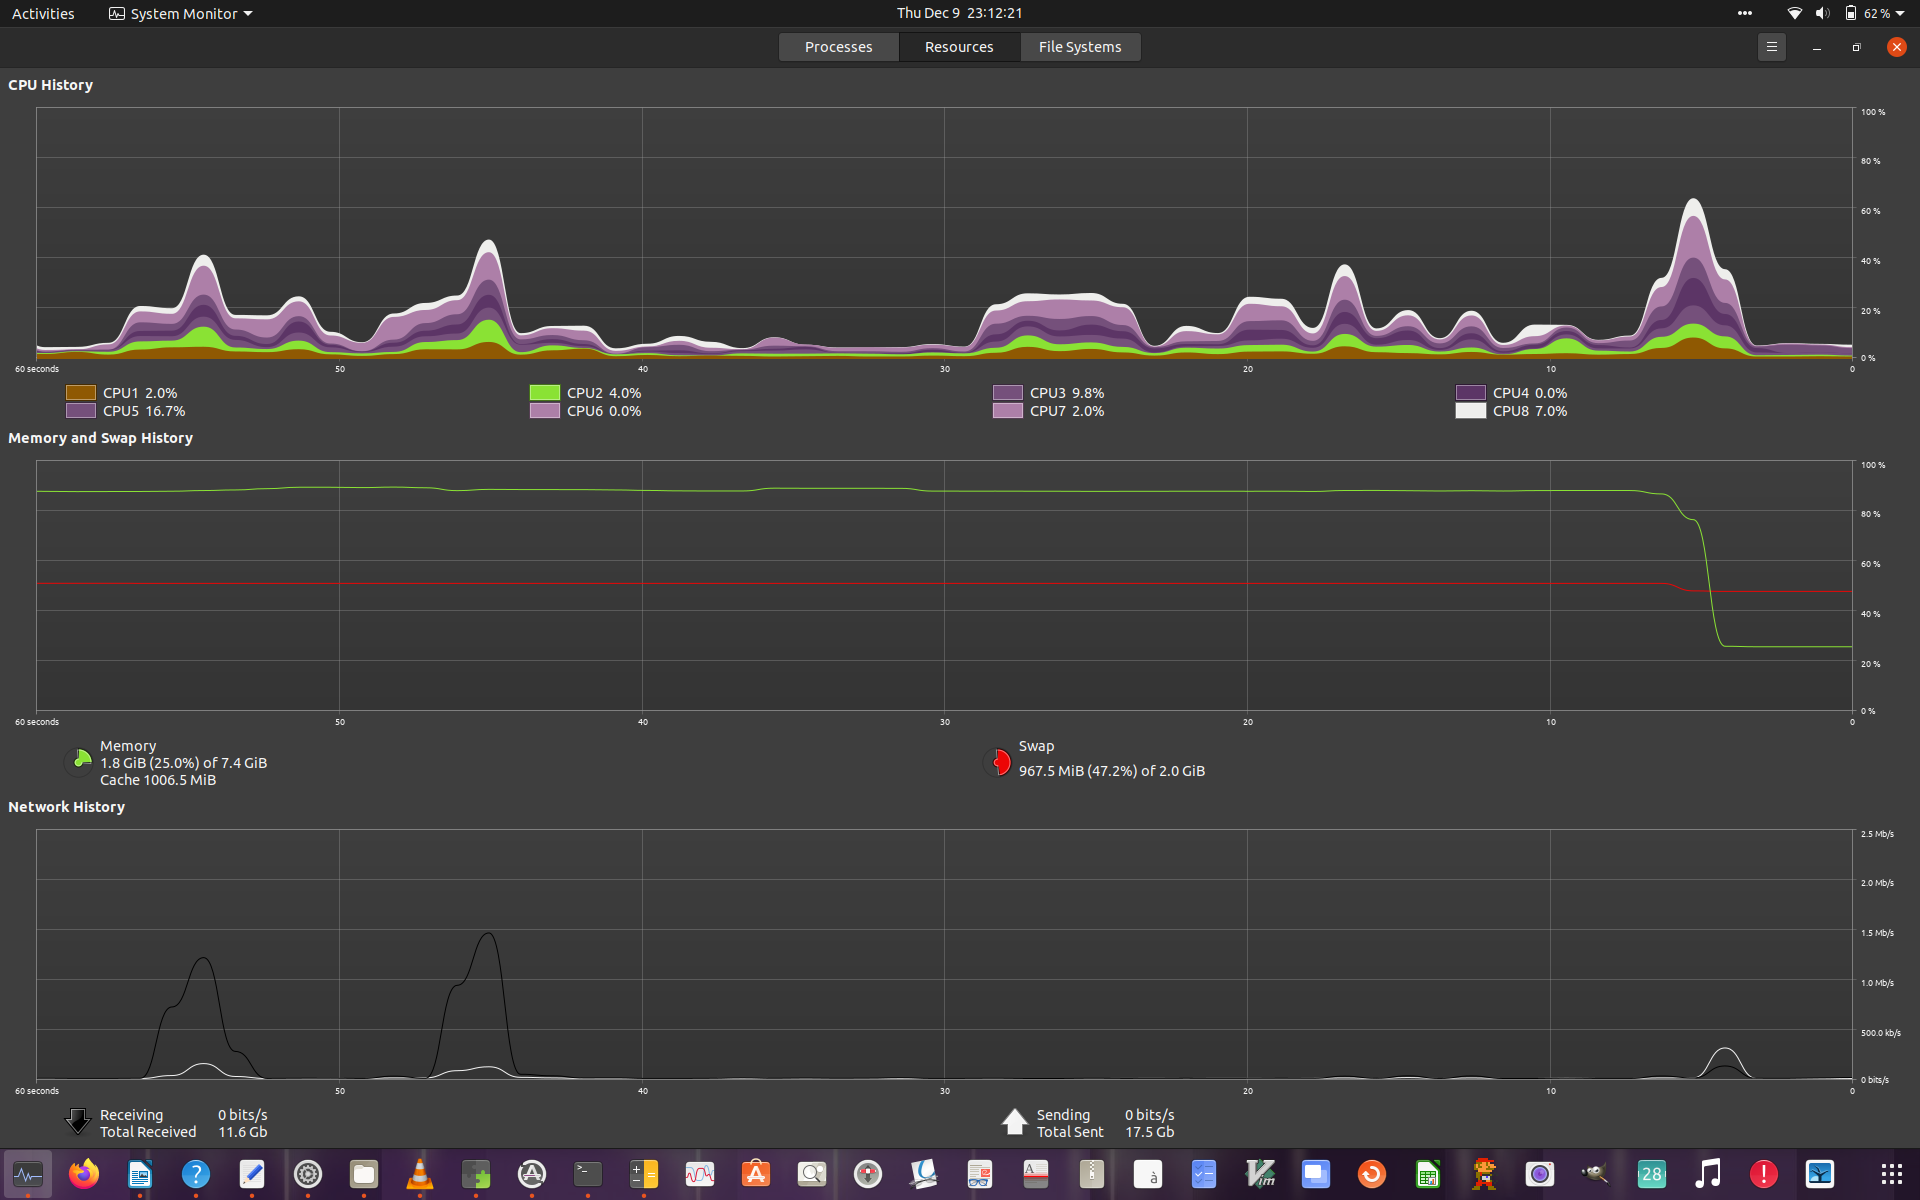 Activities System Monitor Thu Dec 9 23:12:21 62 %
Processes Resources File Systems
CPU History
100 %
80 %
60 %
40 %
20 %
0 %
60 seconds 50 40 30 20 10 0
CPU1 2.0% CPU2 4.0% CPU3 9.8% CPU4 0.0%
CPU5 16.7% CPU6 0.0% CPU7 2.0% CPU8 7.0%
Memory and Swap History
100 %
80 %
60 %
40 %
20 %
0 %
60 seconds 50 40 30 20 10 0
Memory
1.8 GiB (25.0%) of 7.4 GiB
Cache 1006.5 MiB
Swap
967.5 MiB (47.2%) of 2.0 GiB
Network History
2.5 Mb/s
2.0 Mb/s
1.5 Mb/s
1.0 Mb/s
500.0 kb/s
0 bits/s
60 seconds 50 40 30 20 10 0
Receiving 0 bits/s Sending 0 bits/s
Total Received 11.6 Gb Total Sent 17.5 Gb
? >_ A à Vim 28 !